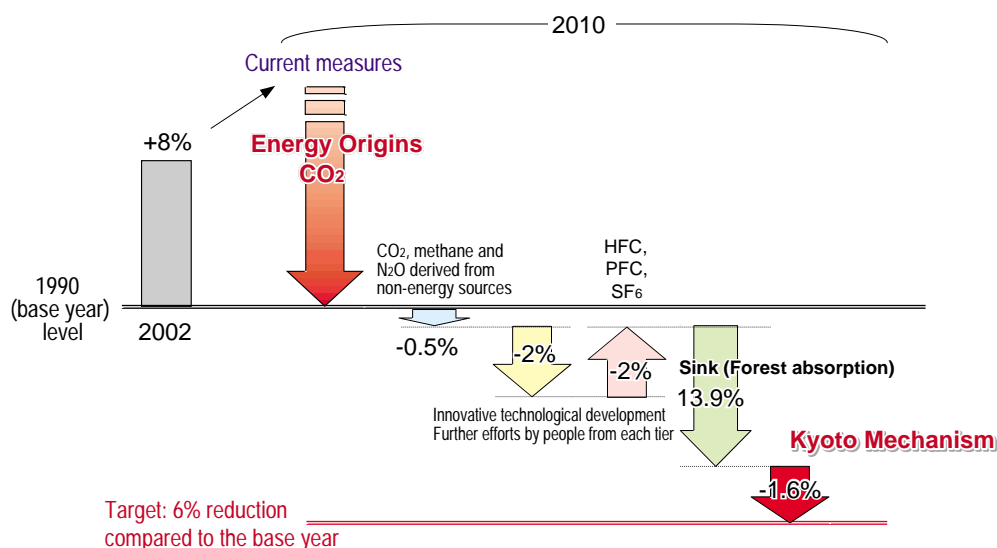 2010
Current measures
+8%
Energy Origins
CO2
CO2, methane and
N2O derived from
non-energy sources
HFC,
PFC,
SF6
1990
(base year)
level
2002
-0.5%
-2%
-2%
Sink (Forest absorption)
13.9%
Innovative technological development
Further efforts by people from each tier
Kyoto Mechanism
-1.6%
Target: 6% reduction
compared to the base year